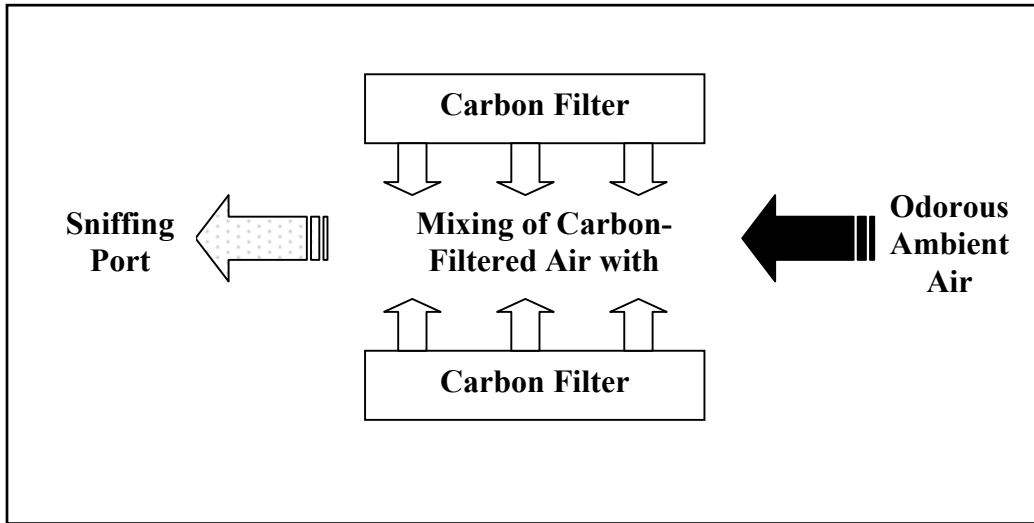 Carbon Filter
Sniffing
Port
Mixing of Carbon-
Filtered Air with
Odorous
Ambient
Air
Carbon Filter